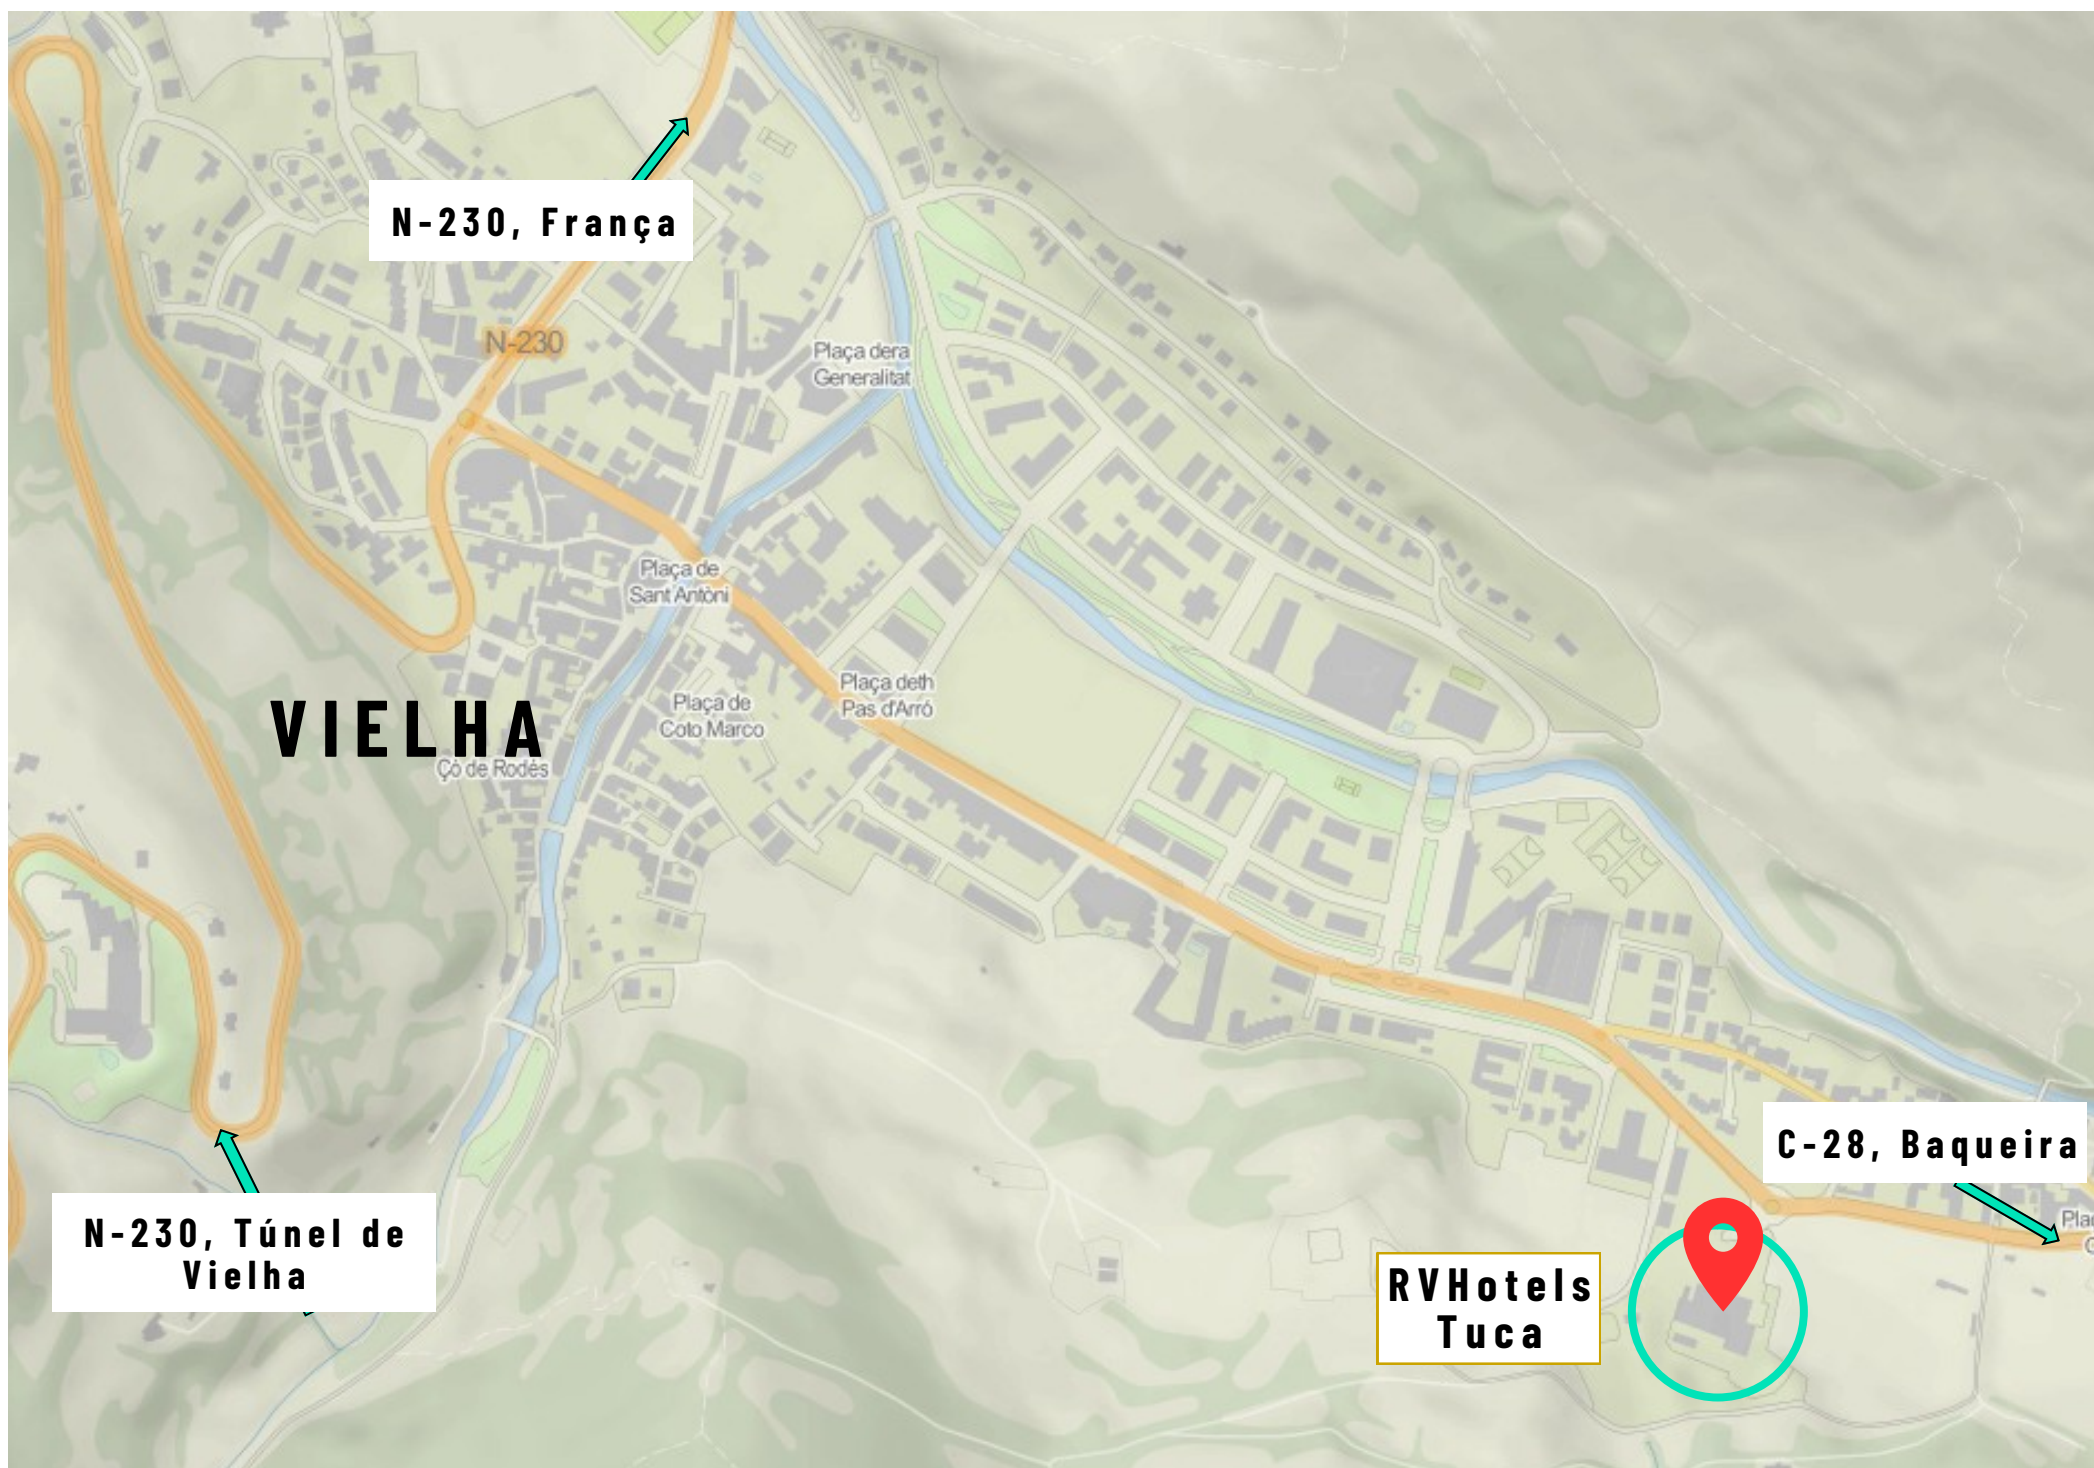 N-230, França
N-230
Plaça dera
Generalitat
Plaça de
Sant Antòni
Plaça deth
Pas d'Arró
Plaça de
Coto Marco
VIELHA
Çò de Rodés
C-28, Baqueira
N-230, Túnel de
Vielha
RVHotels
Tuca